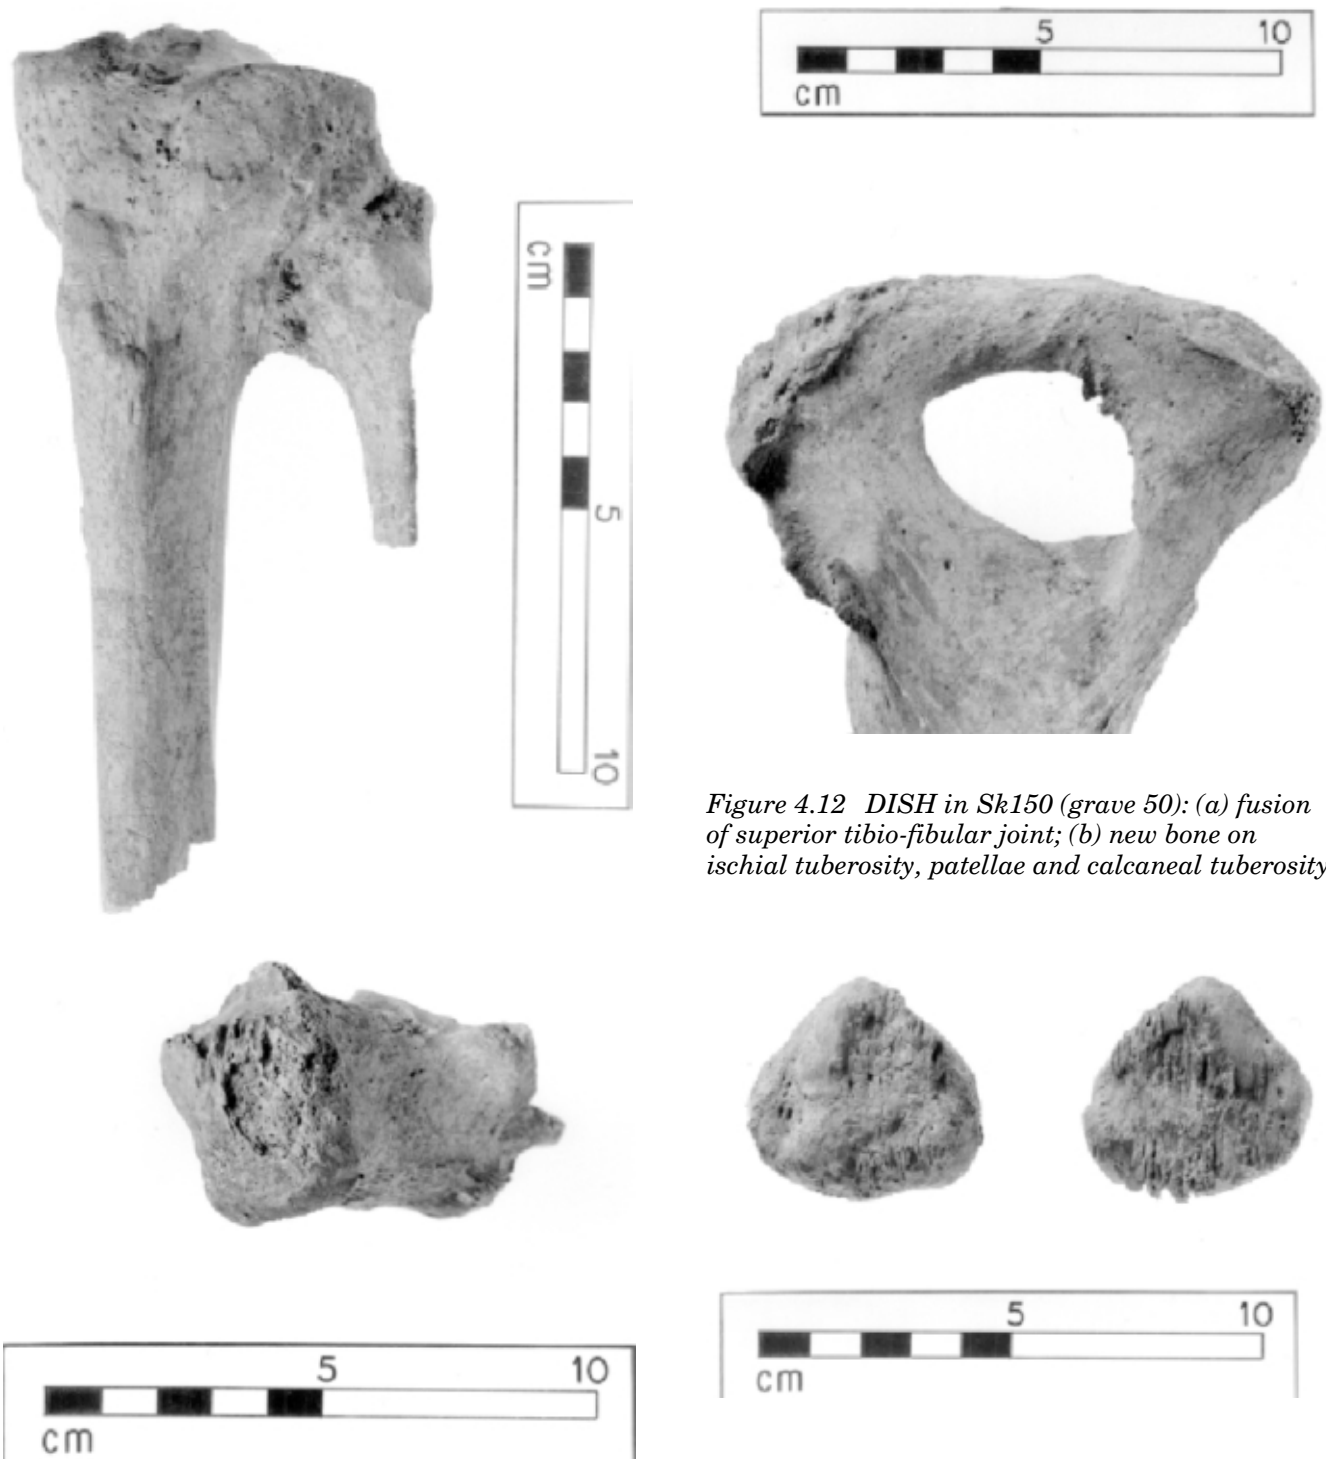 5 10
cm
cm
5
10
Figure 4.12 DISH in Sk150 (grave 50): (a) fusion
of superior tibio-fibular joint; (b) new bone on
ischial tuberosity, patellae and calcaneal tuberosity
5 10
cm
5 10
cm